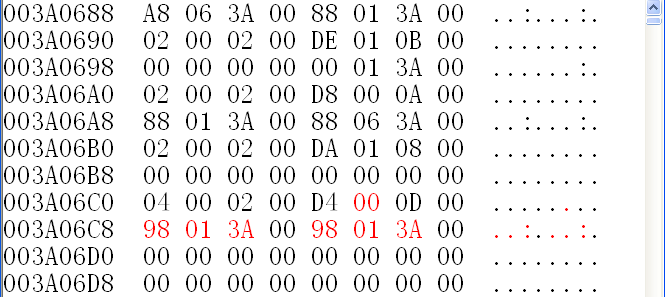 003A0688 A8 06 3A 00 88 01 3A 00 ..:...:.
003A0690 02 00 02 00 DE 01 0B 00 ........
003A0698 00 00 00 00 00 01 3A 00 ......:.
003A06A0 02 00 02 00 D8 00 0A 00 ........
003A06A8 88 01 3A 00 88 06 3A 00 ..:...:.
003A06B0 02 00 02 00 DA 01 08 00 ........
003A06B8 00 00 00 00 00 00 00 00 ........
003A06C0 04 00 02 00 D4 00 0D 00 ........
003A06C8 98 01 3A 00 98 01 3A 00 ..:...:.
003A06D0 00 00 00 00 00 00 00 00 ........
003A06D8 00 00 00 00 00 00 00 00 ........